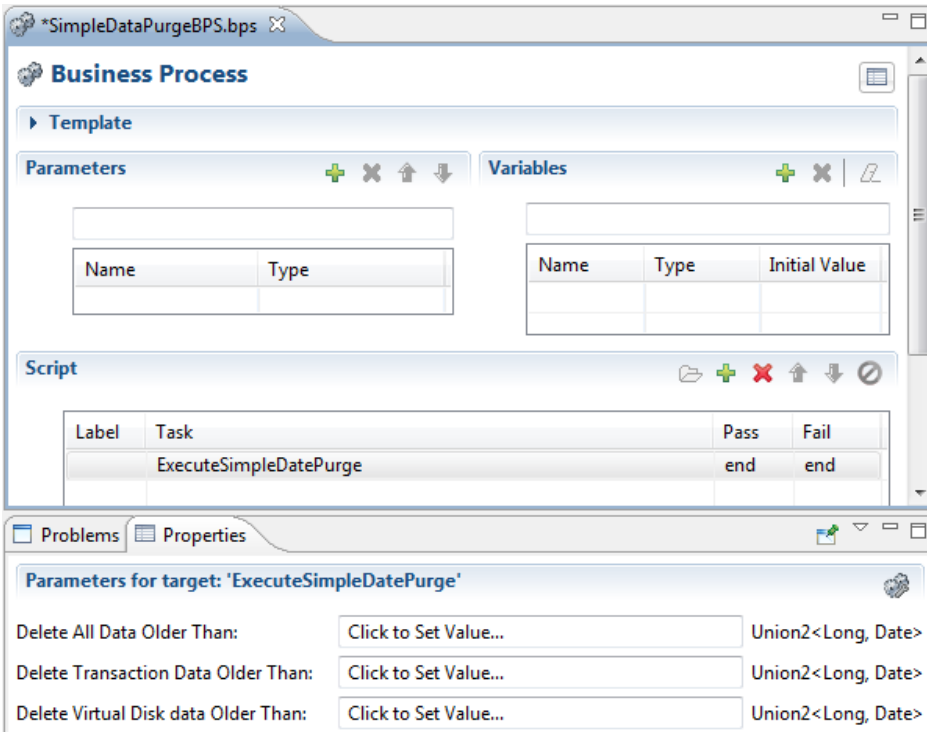 *SimpleDataPurgeBPS.bps
Business Process
Template
Parameters
Variables
Name Type
Name Type Initial Value
Script
Label Task Pass Fail
ExecuteSimpleDatePurge end end
Problems Properties
Parameters for target: 'ExecuteSimpleDatePurge'
Delete All Data Older Than: Click to Set Value... Union2<Long, Date>
Delete Transaction Data Older Than: Click to Set Value... Union2<Long, Date>
Delete Virtual Disk data Older Than: Click to Set Value... Union2<Long, Date>